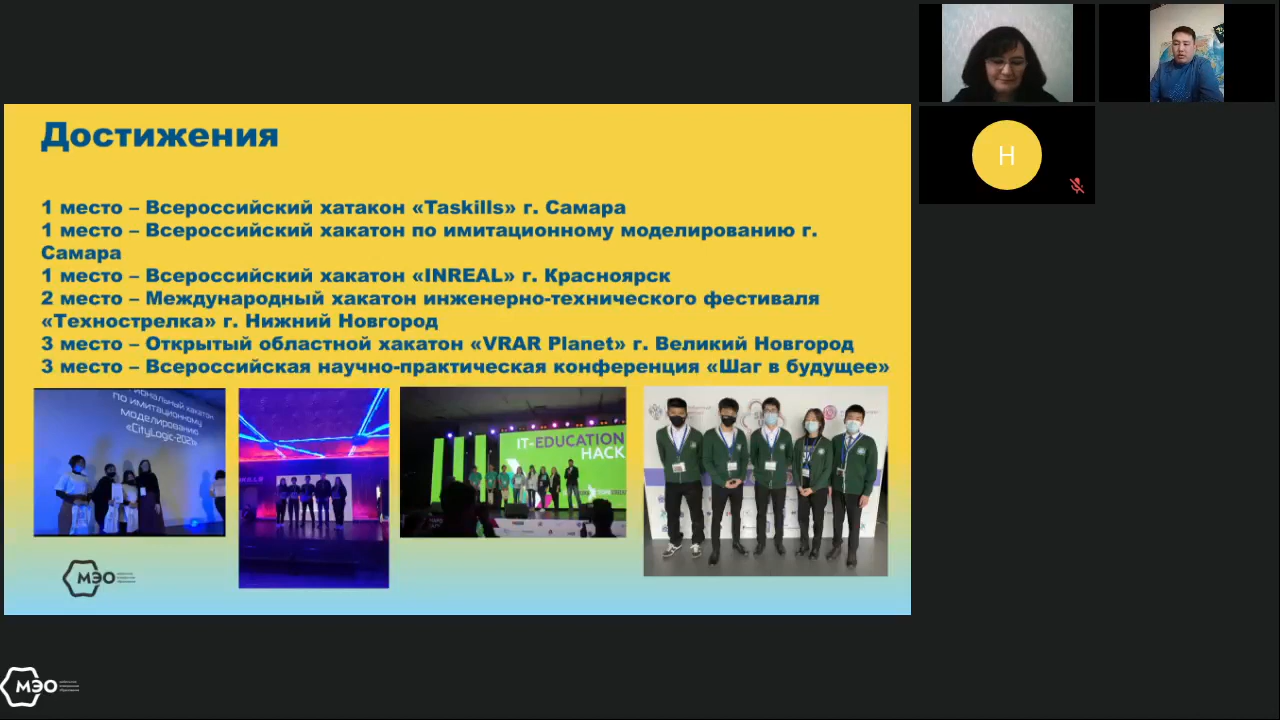 Достижения
1 место – Всероссийский хатакон «Taskills» г. Самара
1 место – Всероссийский хакатон по имитационному моделированию г.
Самара
1 место – Всероссийский хакатон «INREAL» г. Красноярск
2 место – Международный хакатон инженерно-технического фестиваля
«Технострелка» г. Нижний Новгород
3 место – Открытый областной хакатон «VRAR Planet» г. Великий Новгород
3 место – Всероссийская научно-практическая конференция «Шаг в будущее»
хакатон
по имитационному
моделированию
«CityLogic-2021»
IT-EDUCATION
HACK
МЭО
МЭО
Н